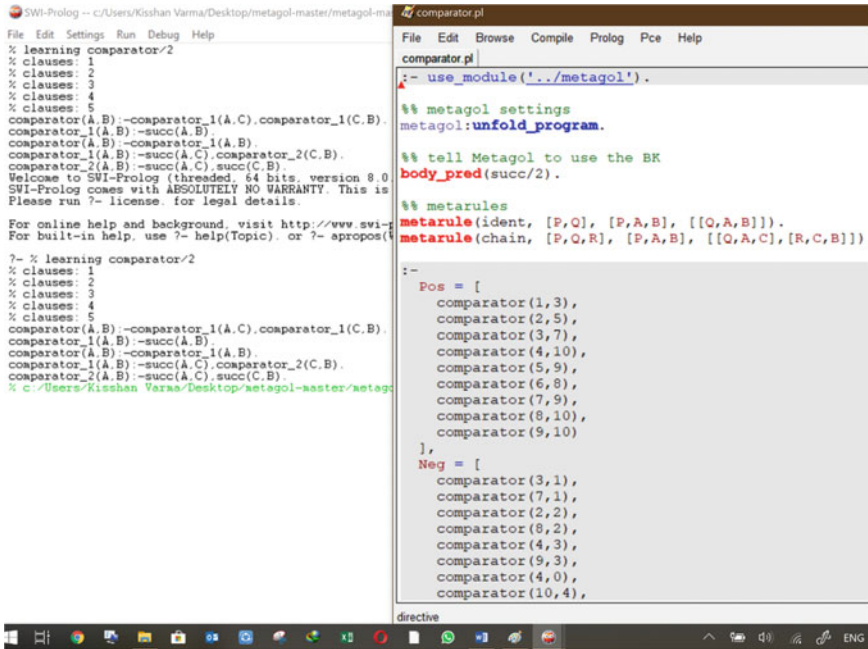 SWI-Prolog -- c:/Users/Kisshan Varma/Desktop/metagol-master/metagol-ma
File Edit Settings Run Debug Help
% learning comparator/2
% clauses: 1
% clauses: 2
% clauses: 3
% clauses: 4
% clauses: 5
comparator(A,B):-comparator_1(A,C),comparator_1(C,B).
comparator_1(A,B):-succ(A,B).
comparator(A,B):-comparator_1(A,B).
comparator_1(A,B):-succ(A,C),comparator_2(C,B).
comparator_2(A,B):-succ(A,C),succ(C,B).
Welcome to SWI-Prolog (threaded, 64 bits, version 8.0
SWI-Prolog comes with ABSOLUTELY NO WARRANTY. This is
Please run ?- license. for legal details.
For online help and background, visit http://www.swi-p
For built-in help, use ?- help(Topic). or ?- apropos(
?- % learning comparator/2
% clauses: 1
% clauses: 2
% clauses: 3
% clauses: 4
% clauses: 5
comparator(A,B):-comparator_1(A,C),comparator_1(C,B).
comparator_1(A,B):-succ(A,B).
comparator(A,B):-comparator_1(A,B).
comparator_1(A,B):-succ(A,C),comparator_2(C,B).
comparator_2(A,B):-succ(A,C),succ(C,B).
% c:/Users/Kisshan Varma/Desktop/metagol-master/metago
comparator.pl
File Edit Browse Compile Prolog Pce Help
comparator.pl
:- use_module('../metagol').
%% metagol settings
metagol:unfold_program.
%% tell Metagol to use the BK
body_pred(succ/2).
%% metarules
metarule(ident, [P,Q], [P,A,B], [[Q,A,B]]).
metarule(chain, [P,Q,R], [P,A,B], [[Q,A,C],[R,C,B]])
:-
Pos = [
comparator(1,3),
comparator(2,5),
comparator(3,7),
comparator(4,10),
comparator(5,9),
comparator(6,8),
comparator(7,9),
comparator(8,10),
comparator(9,10)
],
Neg = [
comparator(3,1),
comparator(7,1),
comparator(2,2),
comparator(8,2),
comparator(4,3),
comparator(9,3),
comparator(4,0),
comparator(10,4),
directive
ENG